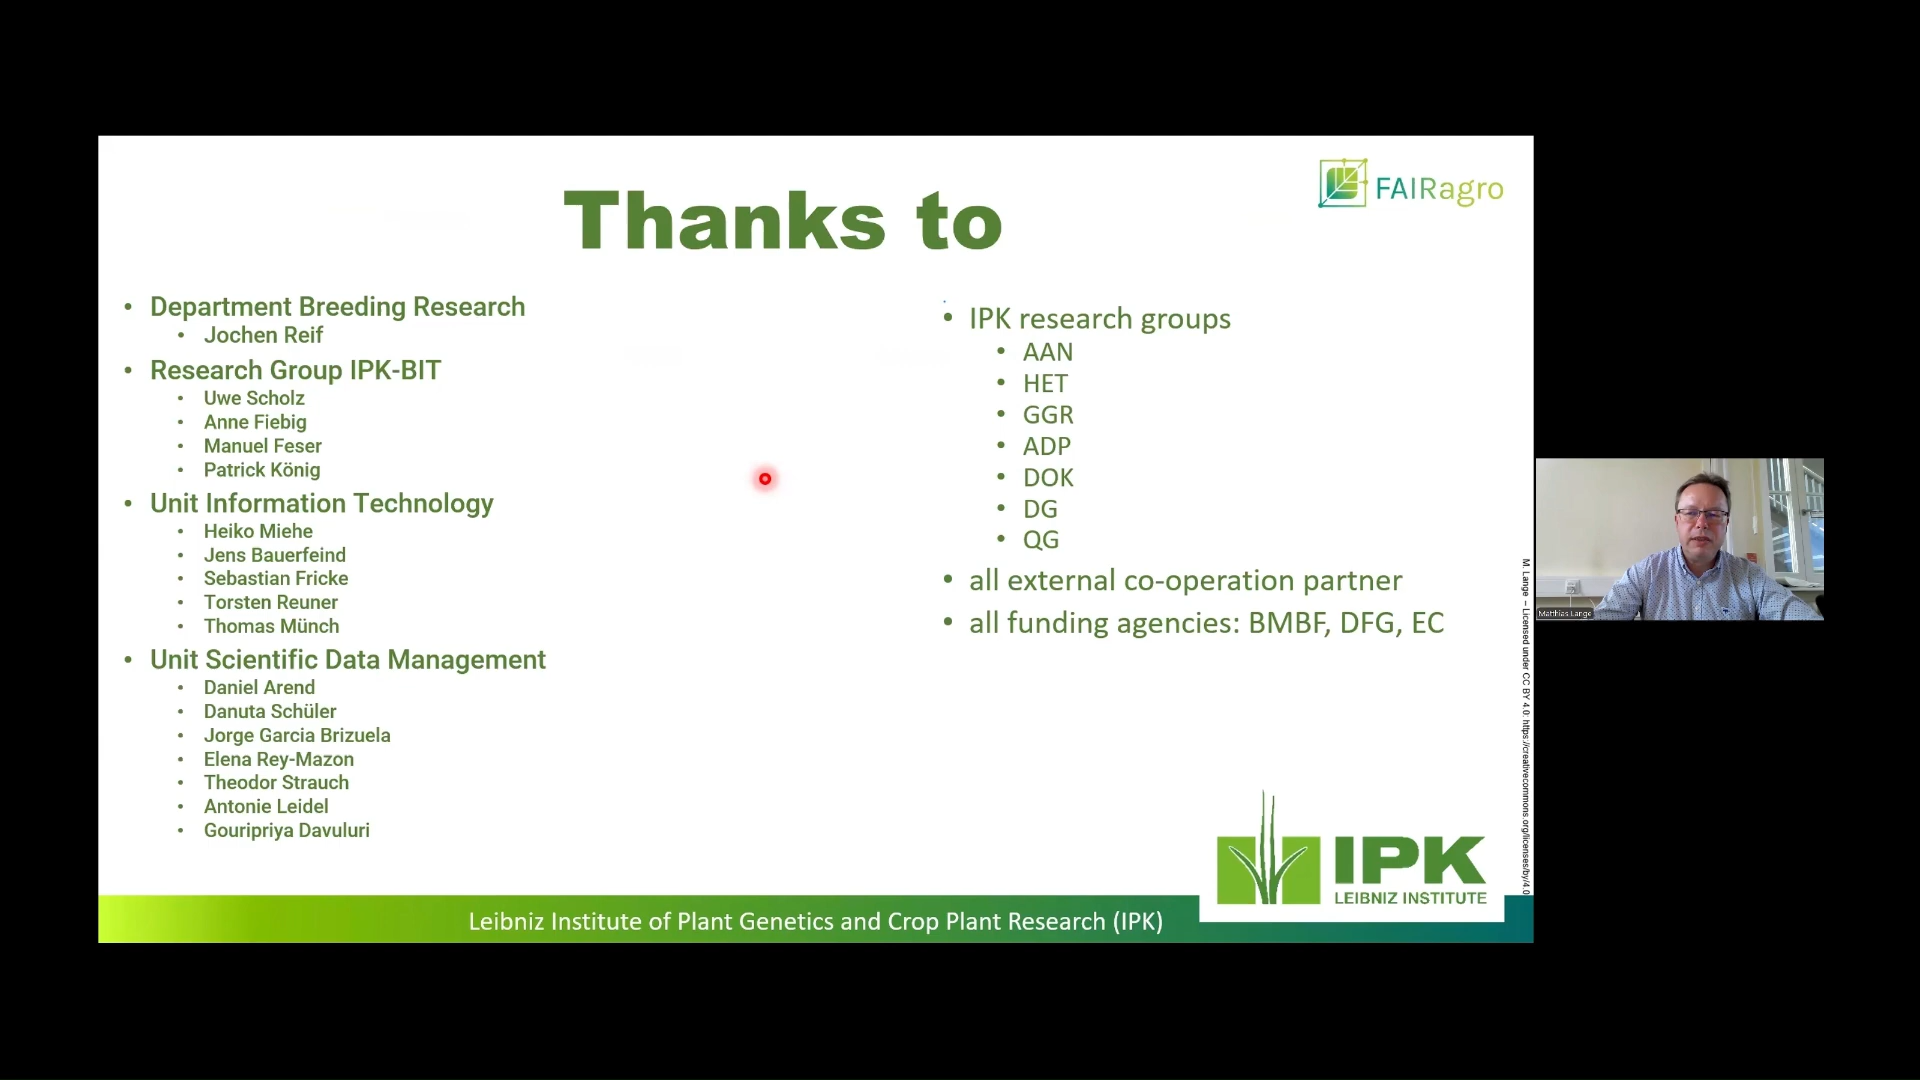 Thanks to
FAIRagro
• Department Breeding Research
• Jochen Reif
• Research Group IPK-BIT
• Uwe Scholz
• Anne Fiebig
• Manuel Feser
• Patrick König
• Unit Information Technology
• Heiko Miehe
• Jens Bauerfeind
• Sebastian Fricke
• Torsten Reuner
• Thomas Münch
• Unit Scientific Data Management
• Daniel Arend
• Danuta Schüler
• Jorge Garcia Brizuela
• Elena Rey-Mazon
• Theodor Strauch
• Antonie Leidel
• Gouripriya Davuluri
• IPK research groups
• AAN
• HET
• GGR
• ADP
• DOK
• DG
• QG
• all external co-operation partner
• all funding agencies: BMBF, DFG, EC
M. Lange – Licensed under CC BY 4.0: https://creativecommons.org/licenses/by/4.0
IPK
LEIBNIZ INSTITUTE
Leibniz Institute of Plant Genetics and Crop Plant Research (IPK)
Matthias Lange